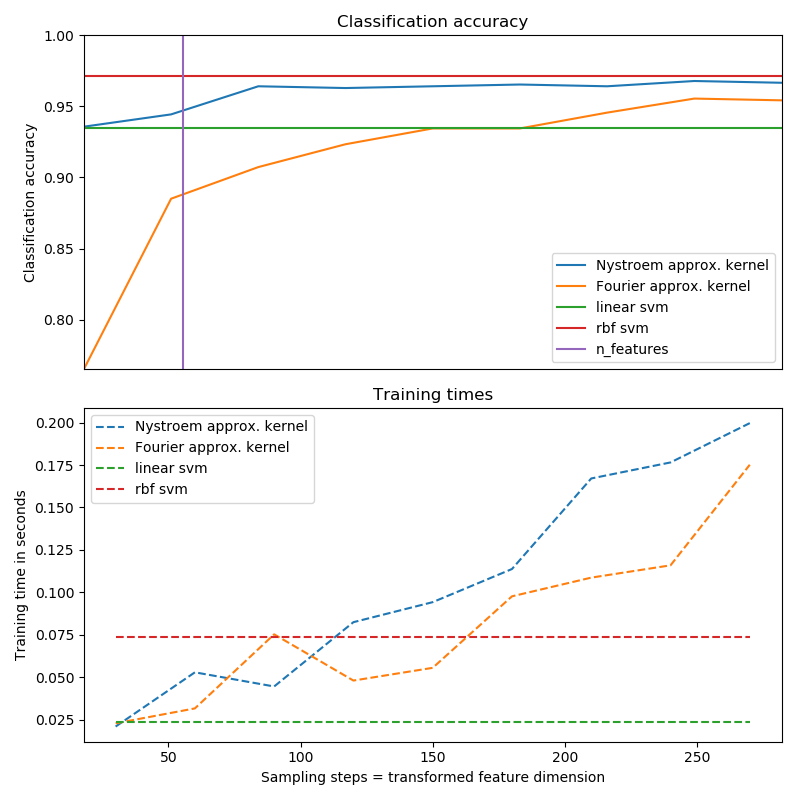 Classification accuracy
1.00
0.95
0.90
0.85
0.80
Classification accuracy
Nystroem approx. kernel
Fourier approx. kernel
linear svm
rbf svm
n_features
Training times
0.200
0.175
0.150
0.125
0.100
0.075
0.050
0.025
Training time in seconds
Nystroem approx. kernel
Fourier approx. kernel
linear svm
rbf svm
50 100 150 200 250
Sampling steps = transformed feature dimension